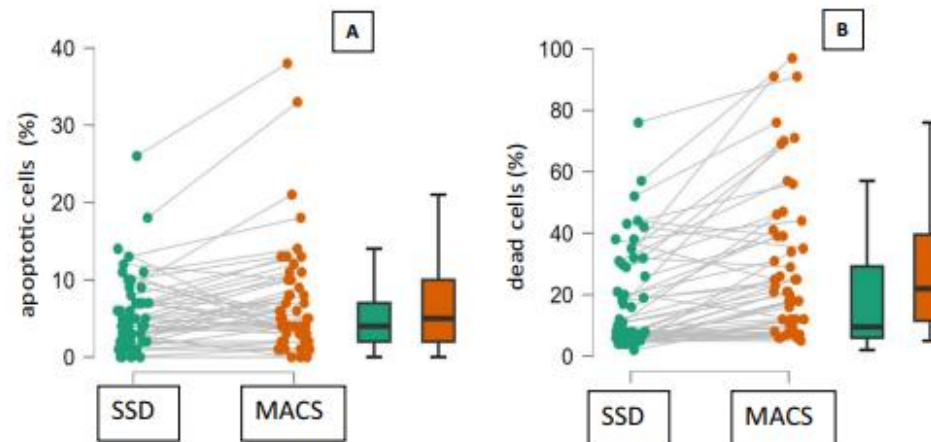 A
40
30
20
10
0
apoptotic cells (%)
SSD
MACS
B
100
80
60
40
20
0
dead cells (%)
SSD
MACS